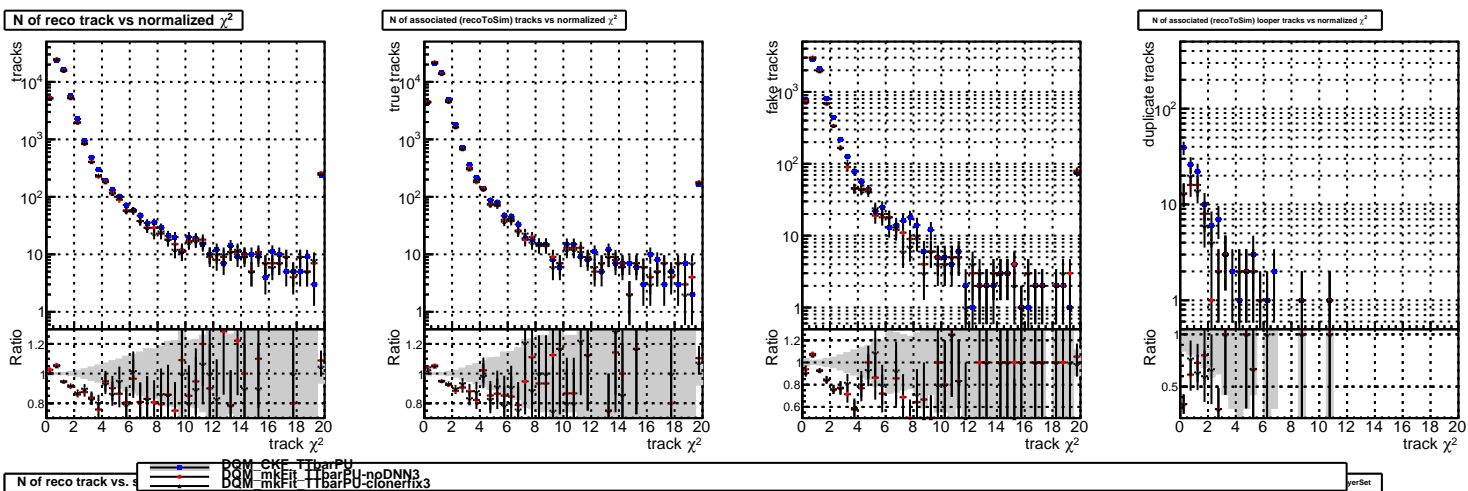 N of reco track vs normalized χ²
N of associated (recoToSim) tracks vs normalized χ²
N of associated (recoToSim) looper tracks vs normalized χ²
tracks
10⁴
10³
10²
10
1
Ratio
1.2
1
0.8
0 2 4 6 8 10 12 14 16 18 20
track χ²
true tracks
10⁴
10³
10²
10
1
Ratio
1.2
1
0.8
0 2 4 6 8 10 12 14 16 18 20
track χ²
fake tracks
10³
10²
10
1
Ratio
1.2
1
0.8
0.6
0 2 4 6 8 10 12 14 16 18 20
track χ²
duplicate tracks
10²
10
1
Ratio
1
0.5
0 2 4 6 8 10 12 14 16 18 20
track χ²
N of reco track vs. s
DQM_CKF_TTbarPU
DQM_mkFit_TTbarPU-noDNN3
DQM_mkFit_TTbarPU-clonerfix3
yerSet